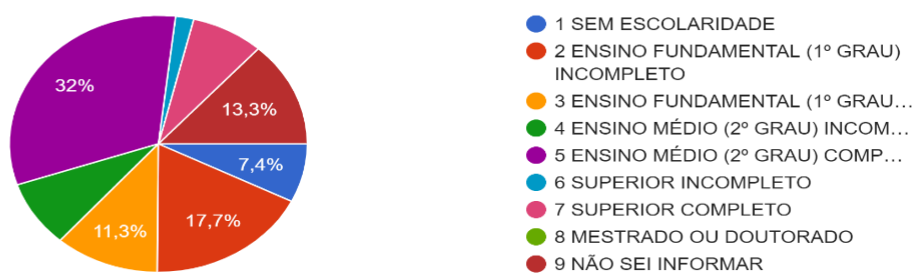 32%
13,3%
7,4%
17,7%
11,3%
1 SEM ESCOLARIDADE
2 ENSINO FUNDAMENTAL (1º GRAU)
INCOMPLETO
3 ENSINO FUNDAMENTAL (1º GRAU...
4 ENSINO MÉDIO (2º GRAU) INCOM...
5 ENSINO MÉDIO (2º GRAU) COMP...
6 SUPERIOR INCOMPLETO
7 SUPERIOR COMPLETO
8 MESTRADO OU DOUTORADO
9 NÃO SEI INFORMAR